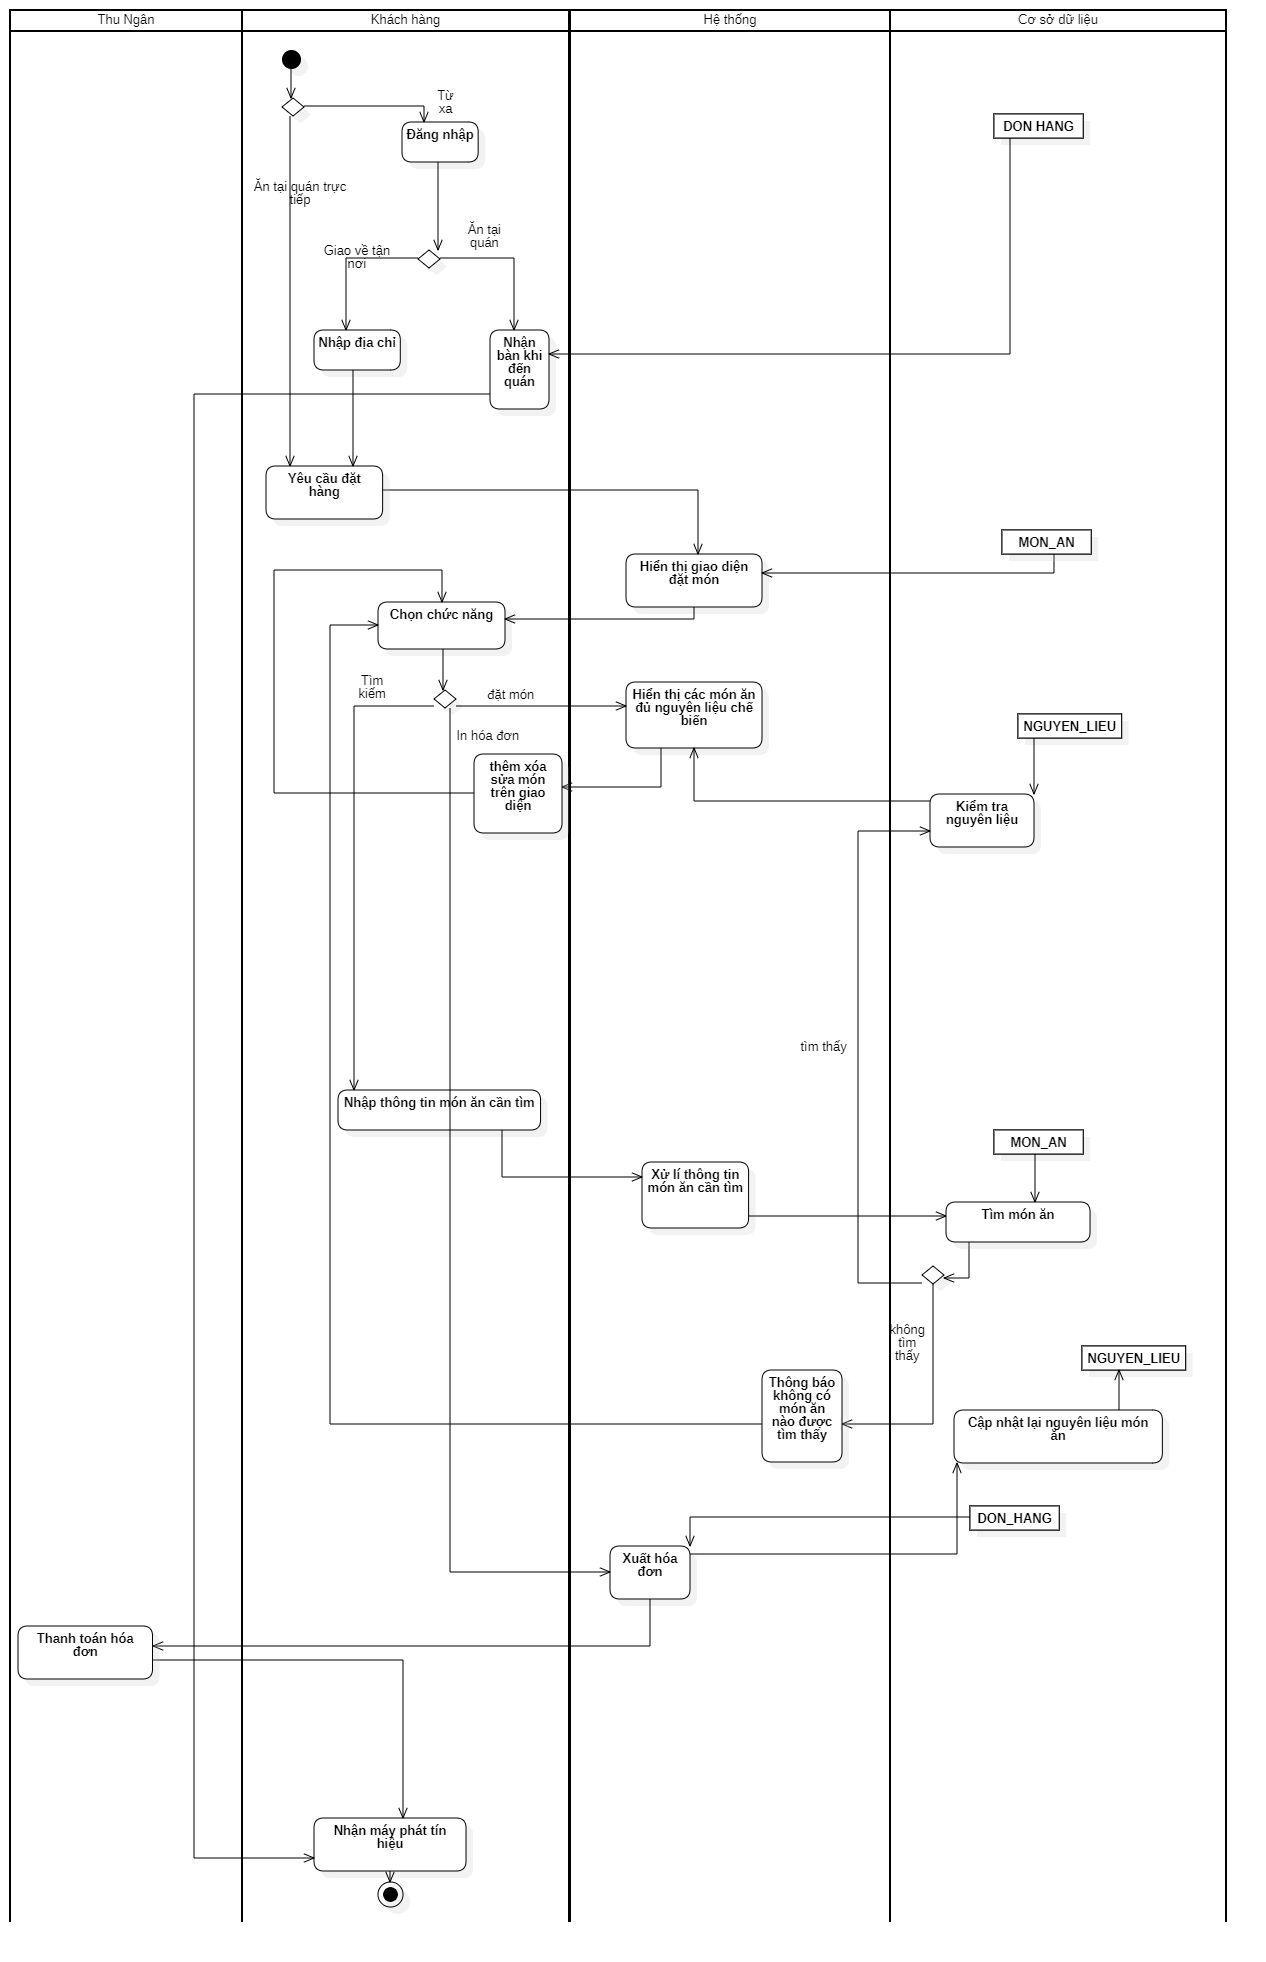 Thu Ngân
Khách hàng
Hệ thống
Cơ sở dữ liệu
Từ
xa
DON HANG
Đăng nhập
Ăn tại quán trực
tiếp
Ăn tại
quán
Giao về tận
nơi
Nhập địa chỉ
Nhận
bàn khi
đến
quán
Yêu cầu đặt
hàng
MON_AN
Hiển thị giao diện
đặt món
Chọn chức năng
Tìm
kiếm
đặt món
Hiển thị các món ăn
đủ nguyên liệu chế
biến
NGUYEN_LIEU
In hóa đơn
thêm xóa
sửa món
trên giao
diện
Kiểm tra
nguyên liệu
tìm thấy
Nhập thông tin món ăn cần tìm
MON_AN
Xử lí thông tin
món ăn cần tìm
Tìm món ăn
không
tìm
thấy
NGUYEN_LIEU
Thông báo
không có
món ăn
nào được
tìm thấy
Cập nhật lại nguyên liệu món
ăn
DON_HANG
Xuất hóa
đơn
Thanh toán hóa
đơn
Nhận máy phát tín
hiệu